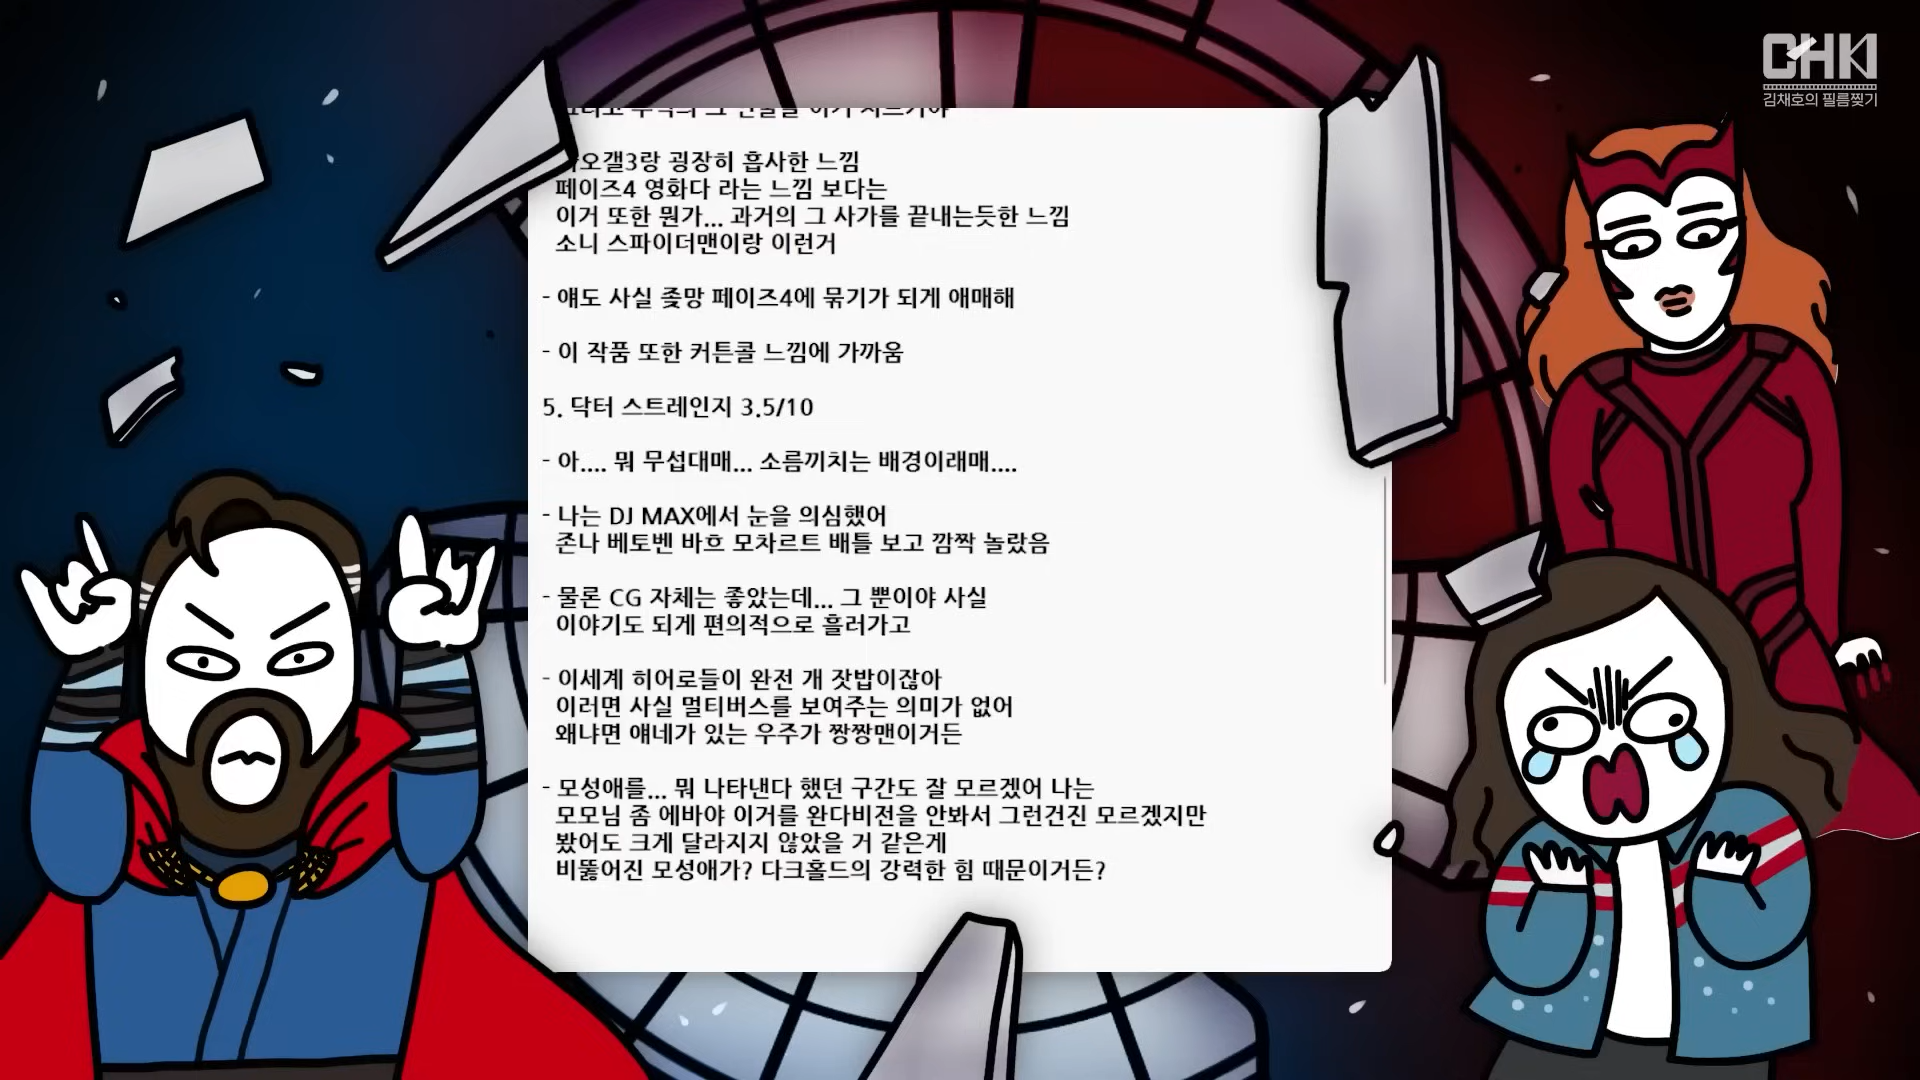 CHKI
김채호의 필름찢기
오갤3랑 굉장히 흡사한 느낌
페이즈4 영화다 라는 느낌 보다는
이거 또한 뭔가... 과거의 그 사가를 끝내는듯한 느낌
소니 스파이더맨이랑 이런거
- 얘도 사실 좆망 페이즈4에 묶기가 되게 애매해
- 이 작품 또한 커튼콜 느낌에 가까움
5. 닥터 스트레인지 3.5/10
- 아.... 뭐 무섭대매... 소름끼치는 배경이래매....
- 나는 DJ MAX에서 눈을 의심했어
존나 베토벤 바흐 모차르트 배틀 보고 깜짝 놀랐음
- 물론 CG 자체는 좋았는데... 그 뿐이야 사실
이야기도 되게 편의적으로 흘러가고
- 이세계 히어로들이 완전 개 잣밥이잖아
이러면 사실 멀티버스를 보여주는 의미가 없어
왜냐면 얘네가 있는 우주가 짱짱맨이거든
- 모성애를... 뭐 나타낸다 했던 구간도 잘 모르겠어 나는
모모님 좀 에바야 이거를 완다비전을 안봐서 그런건진 모르겠지만
봤어도 크게 달라지지 않았을 거 같은게
비뚫어진 모성애가? 다크홀드의 강력한 힘 때문이거든?